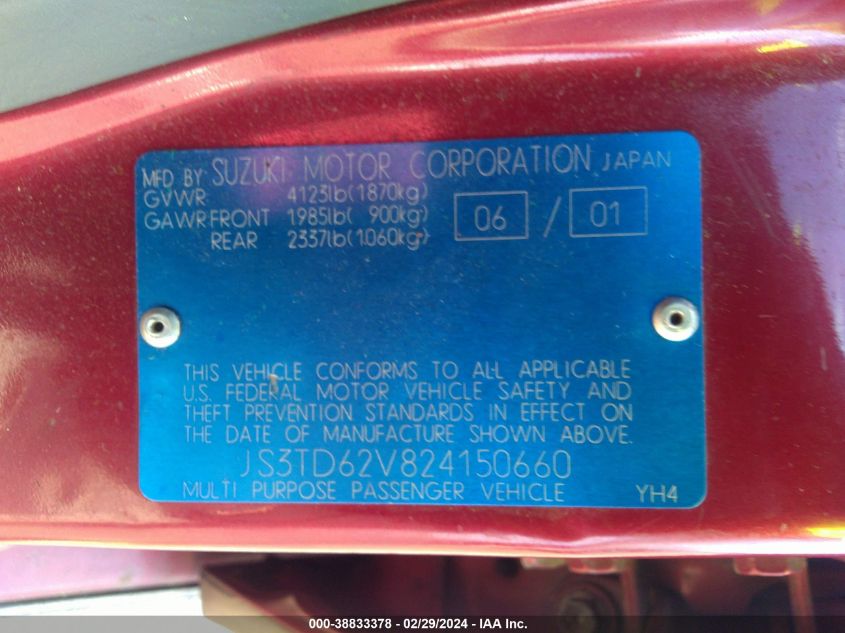 MFD BY SUZUKI MOTOR CORPORATION JAPAN
GVWR 4123lb(1870kg)
GAWR FRONT 1985lb( 900kg) 06 / 01
REAR 2337lb(1060kg)
THIS VEHICLE CONFORMS TO ALL APPLICABLE
U.S. FEDERAL MOTOR VEHICLE SAFETY AND
THEFT PREVENTION STANDARDS IN EFFECT ON
THE DATE OF MANUFACTURE SHOWN ABOVE.
JS3TD62V824150660
MULTI PURPOSE PASSENGER VEHICLE YH4
000-38833378 - 02/29/2024 - IAA Inc.